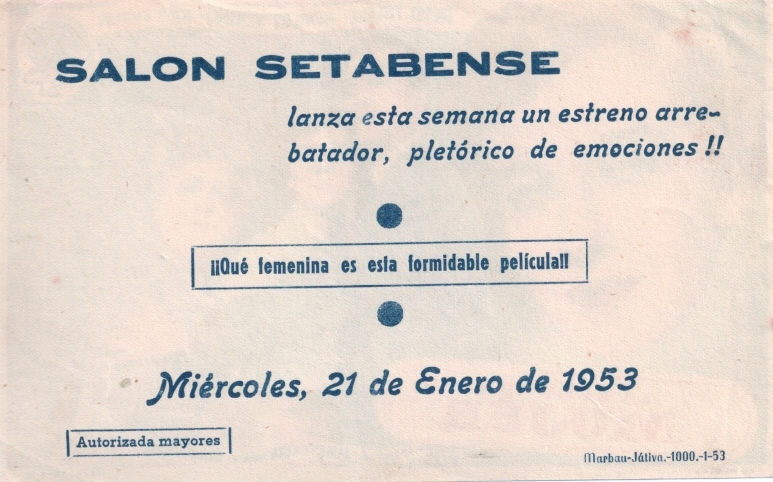 SALON SETABENSE
lanza esta semana un estreno arre-
batador, pletórico de emociones !!
¡¡Qué femenina es esta formidable película!!
Miércoles, 21 de Enero de 1953
Autorizada mayores
Marbau-Játiva.-1000.-1-53